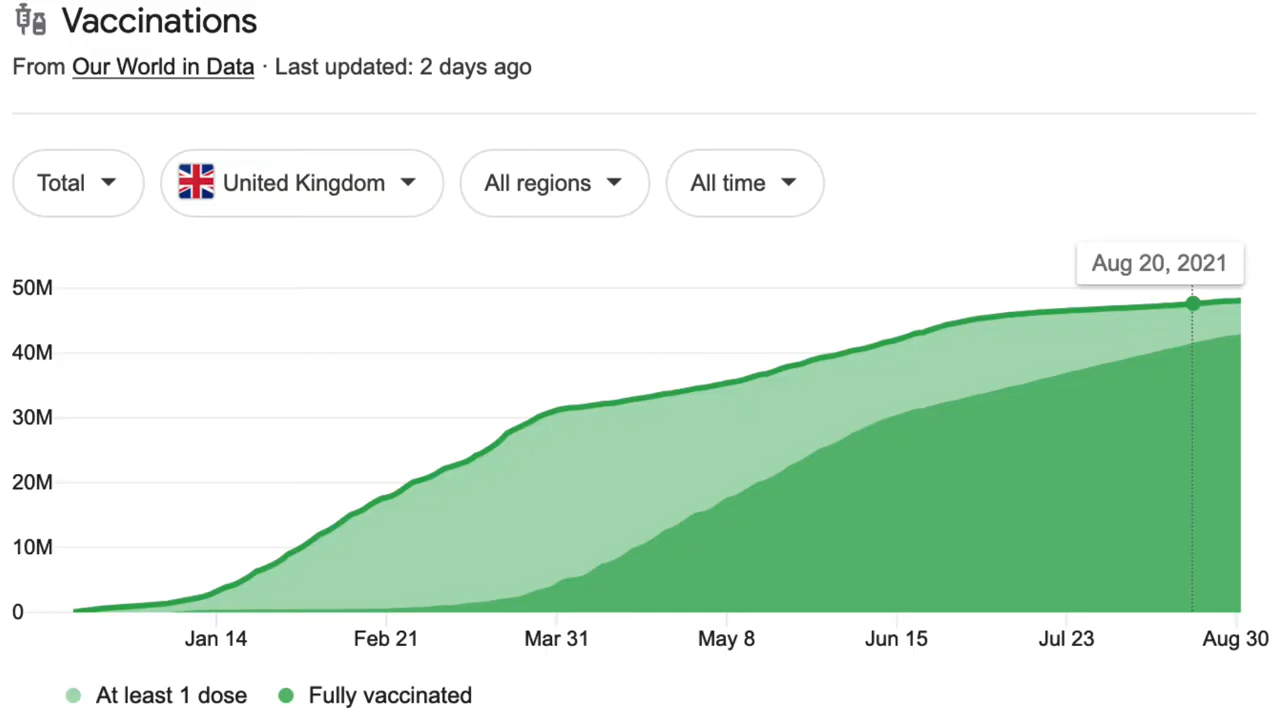 Vaccinations
From Our World in Data · Last updated: 2 days ago
Total United Kingdom All regions All time
Aug 20, 2021
50M
40M
30M
20M
10M
0
Jan 14 Feb 21 Mar 31 May 8 Jun 15 Jul 23 Aug 30
At least 1 dose Fully vaccinated